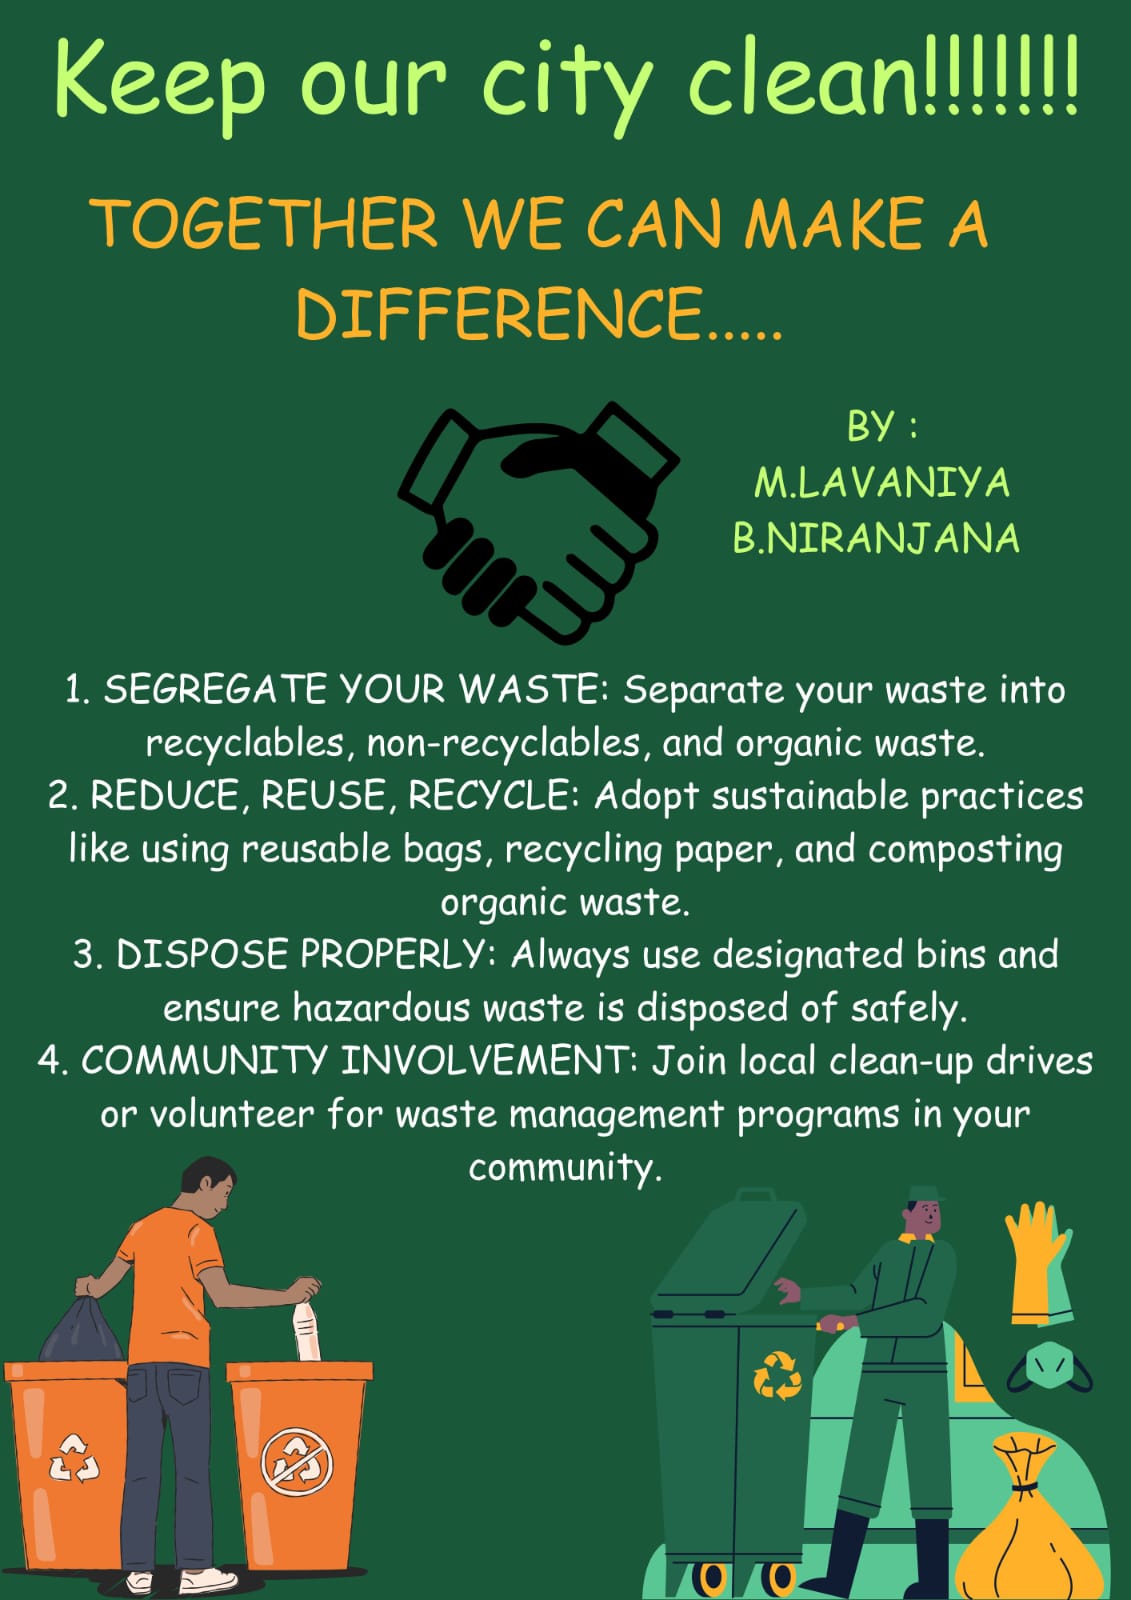 Keep our city clean!!!!!!!
TOGETHER WE CAN MAKE A
DIFFERENCE.....
BY :
M.LAVANIYA
B.NIRANJANA
1. SEGREGATE YOUR WASTE: Separate your waste into
recyclables, non-recyclables, and organic waste.
2. REDUCE, REUSE, RECYCLE: Adopt sustainable practices
like using reusable bags, recycling paper, and composting
organic waste.
3. DISPOSE PROPERLY: Always use designated bins and
ensure hazardous waste is disposed of safely.
4. COMMUNITY INVOLVEMENT: Join local clean-up drives
or volunteer for waste management programs in your
community.